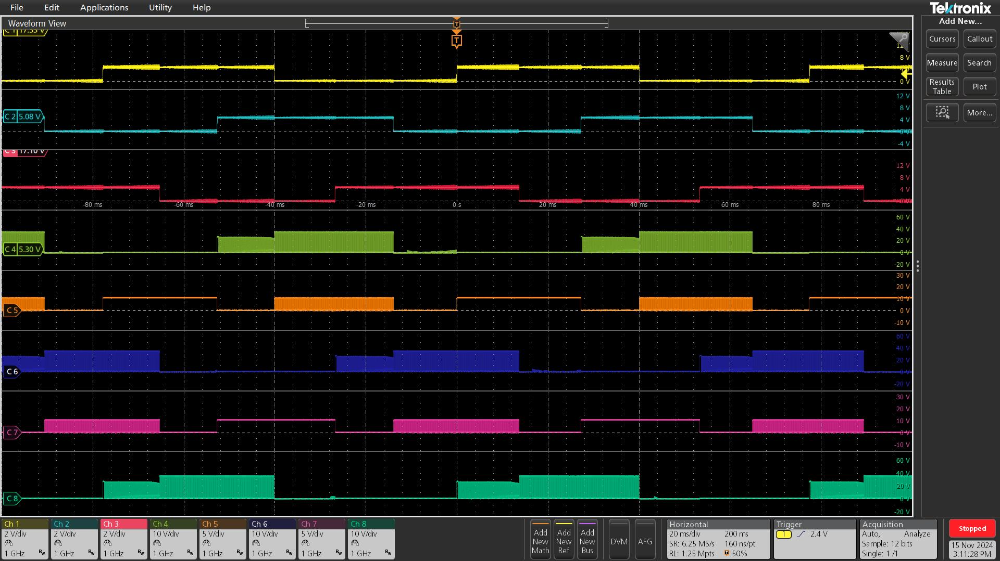 File Edit Applications Utility Help
Tektronix
Waveform View
Add New...
Cursors Callout
Measure Search
Results Table Plot
More...
C 1 17.33 V
T
T
8 V
4 V
0 V
C 2 5.08 V
12 V
8 V
4 V
0 V
-4 V
C 3 17.10 V
12 V
8 V
4 V
0 V
-80 ms -60 ms -40 ms -20 ms 0 s 20 ms 40 ms 60 ms 80 ms
C 4 5.30 V
60 V
40 V
20 V
0 V
-20 V
C 5
30 V
20 V
10 V
0 V
-10 V
C 6
60 V
40 V
20 V
0 V
-20 V
C 7
30 V
20 V
10 V
0 V
-10 V
C 8
60 V
40 V
20 V
0 V
-20 V
Ch 1
2 V/div
1 GHz Bw
Ch 2
2 V/div
1 GHz Bw
Ch 3
2 V/div
1 GHz Bw
Ch 4
10 V/div
1 GHz Bw
Ch 5
5 V/div
1 GHz Bw
Ch 6
10 V/div
1 GHz Bw
Ch 7
5 V/div
1 GHz Bw
Ch 8
10 V/div
1 GHz Bw
Add New Math
Add New Ref
Add New Bus
DVM
AFG
Horizontal
20 ms/div 200 ms
SR: 6.25 MS/s 160 ns/pt
RL: 1.25 Mpts T 50%
Trigger
1 2.4 V
Acquisition
Auto, Analyze
Sample: 12 bits
Single: 1 /1
Stopped
15 Nov 2024
3:11:28 PM